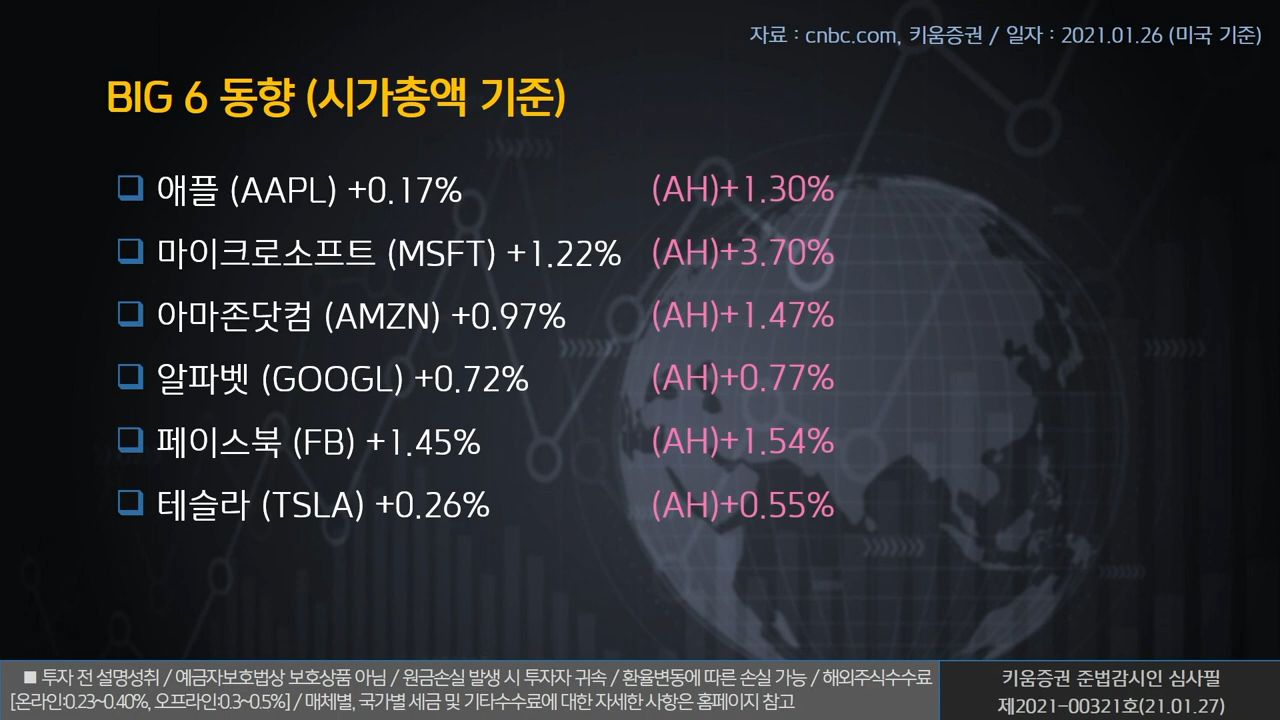 자료 : cnbc.com, 키움증권 / 일자 : 2021.01.26 (미국 기준)
BIG 6 동향 (시가총액 기준)
애플 (AAPL) +0.17% (AH)+1.30%
마이크로소프트 (MSFT) +1.22% (AH)+3.70%
아마존닷컴 (AMZN) +0.97% (AH)+1.47%
알파벳 (GOOGL) +0.72% (AH)+0.77%
페이스북 (FB) +1.45% (AH)+1.54%
테슬라 (TSLA) +0.26% (AH)+0.55%
■ 투자 전 설명성취 / 예금자보호법상 보호상품 아님 / 원금손실 발생 시 투자자 귀속 / 환율변동에 따른 손실 가능 / 해외주식수수료
[온라인:0.23~0.40%, 오프라인:0.3~0.5%] / 매체별, 국가별 세금 및 기타수수료에 대한 자세한 사항은 홈페이지 참고
키움증권 준법감시인 심사필
제2021-00321호(21.01.27)